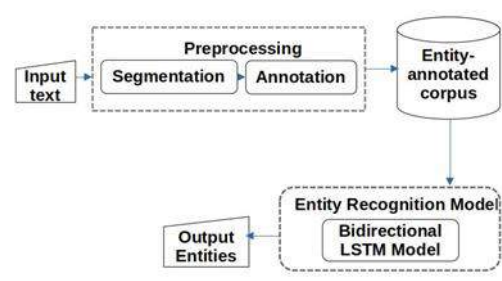 Preprocessing
Input
text
Segmentation
Annotation
Entity-
annotated
corpus
Entity Recognition Model
Bidirectional
LSTM Model
Output
Entities